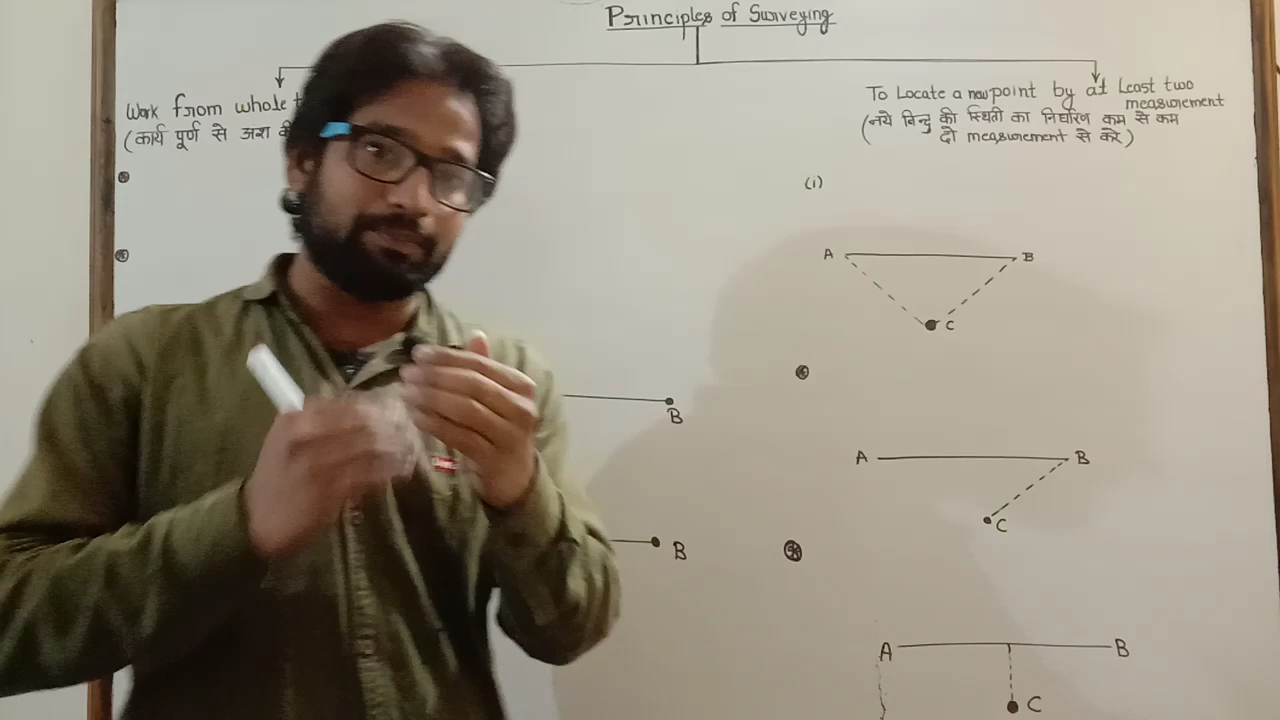 Principles of Surveying
Work from whole
(कार्य पूर्ण से अंश
To Locate a new point by at Least two
measurement
(नये बिन्दु की स्थिती का निर्धारण कम से कम
दो measurement से करे)
(i)
A B
C
B
A B
C
B
A B
C